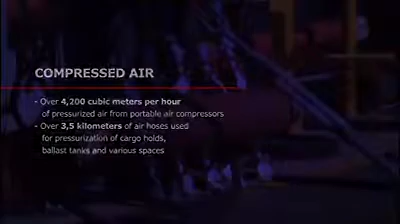 COMPRESSED AIR
- Over 4,200 cubic meters per hour
of pressurized air from portable air compressors
- Over 3,5 kilometers of air hoses used
for pressurization of cargo holds,
ballast tanks and various spaces